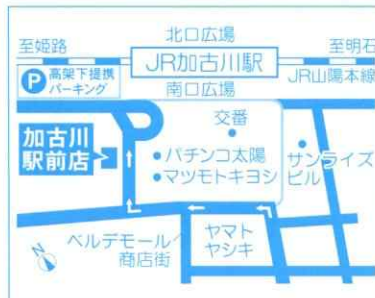 北口広場
至姫路
至明石
JR加古川駅
P 高架下提携
パーキング
JR山陽本線
南口広場
交番
加古川
駅前店
パチンコ太陽
マツモトキヨシ
サンライズ
ビル
ベルデモール
商店街
ヤマト
ヤシキ
N